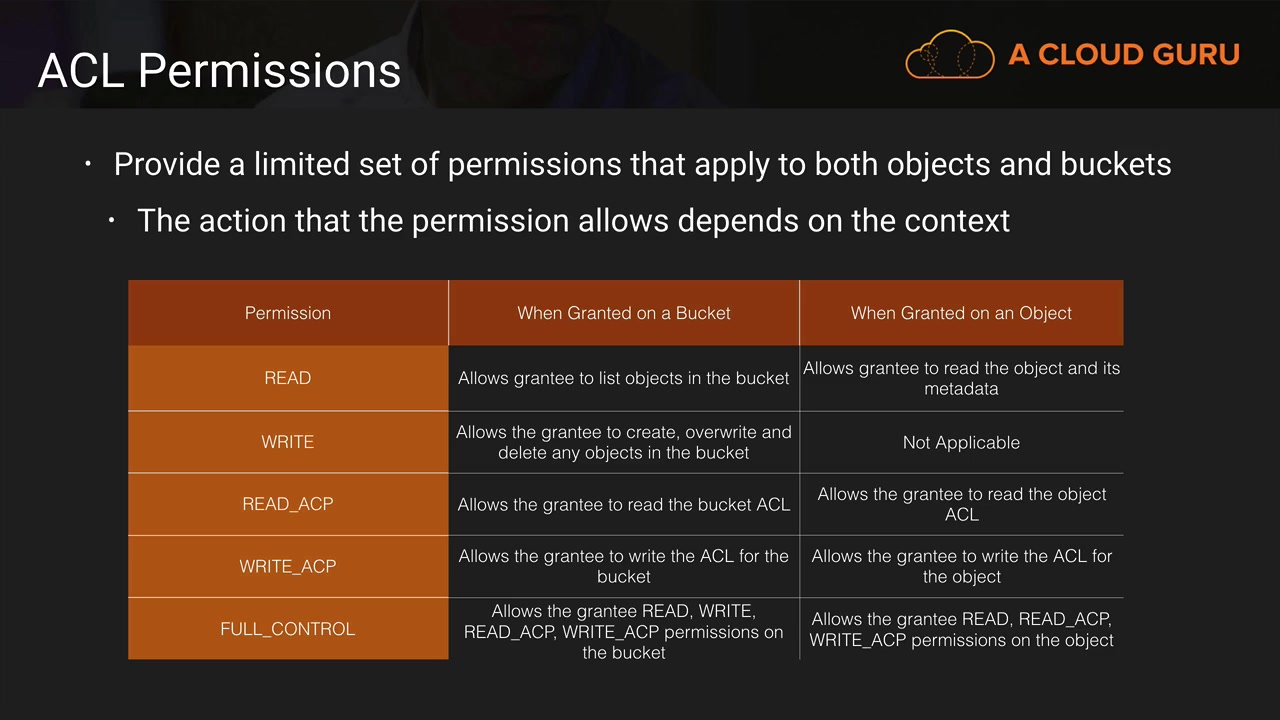 ACL Permissions
A CLOUD GURU
· Provide a limited set of permissions that apply to both objects and buckets
· The action that the permission allows depends on the context
Permission
When Granted on a Bucket
When Granted on an Object
READ
Allows grantee to list objects in the bucket
Allows grantee to read the object and its
metadata
WRITE
Allows the grantee to create, overwrite and
delete any objects in the bucket
Not Applicable
READ_ACP
Allows the grantee to read the bucket ACL
Allows the grantee to read the object
ACL
WRITE_ACP
Allows the grantee to write the ACL for the
bucket
Allows the grantee to write the ACL for
the object
FULL_CONTROL
Allows the grantee READ, WRITE,
READ_ACP, WRITE_ACP permissions on
the bucket
Allows the grantee READ, READ_ACP,
WRITE_ACP permissions on the object